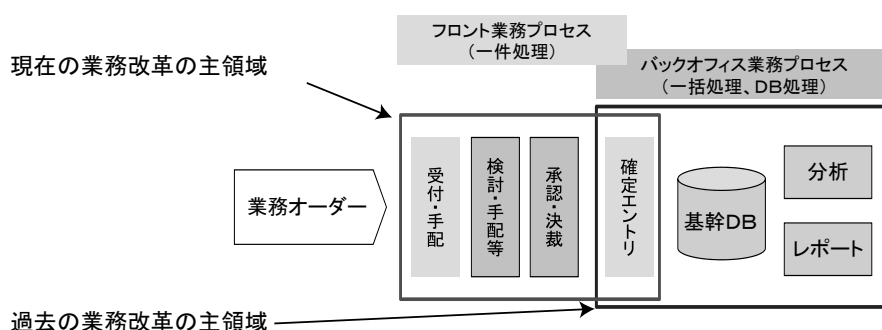 フロント業務プロセス
（一件処理）
現在の業務改革の主領域
バックオフィス業務プロセス
（一括処理、ＤＢ処理）
業務オーダー
受付・手配
検討・手配等
承認・決裁
確定エントリ
基幹ＤＢ
分析
レポート
過去の業務改革の主領域